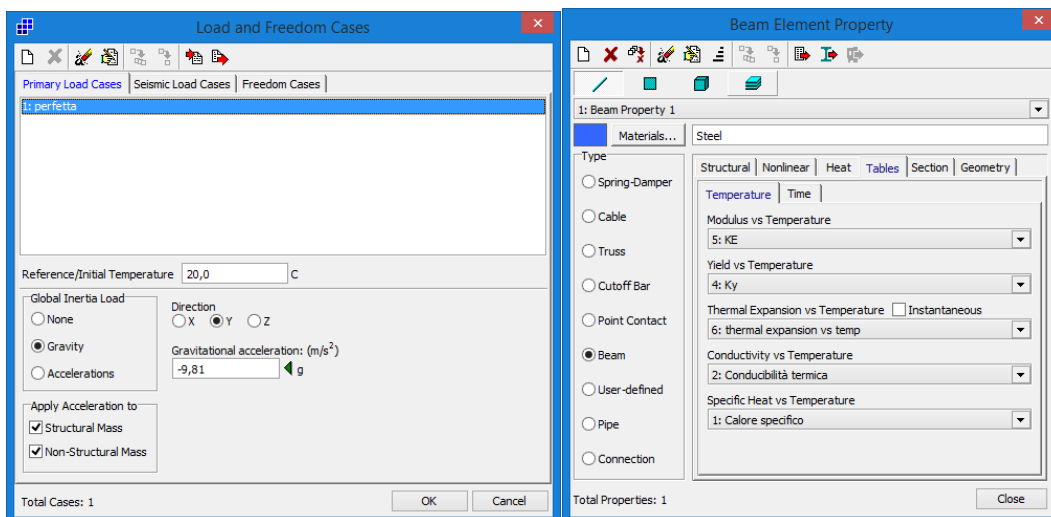 Load and Freedom Cases
Primary Load Cases
Seismic Load Cases
Freedom Cases
1: perfetta
Reference/Initial Temperature 20,0 C
Global Inertia Load
None
Gravity
Accelerations
Direction
X Y Z
Gravitational acceleration: (m/s²)
-9,81 g
Apply Acceleration to
Structural Mass
Non-Structural Mass
Total Cases: 1
OK
Cancel
Beam Element Property
1: Beam Property 1
Materials...
Steel
Type
Spring-Damper
Cable
Truss
Cutoff Bar
Point Contact
Beam
User-defined
Pipe
Connection
Structural
Nonlinear
Heat
Tables
Section
Geometry
Temperature
Time
Modulus vs Temperature
5: KE
Yield vs Temperature
4: Ky
Thermal Expansion vs Temperature Instantaneous
6: thermal expansion vs temp
Conductivity vs Temperature
2: Conducibilità termica
Specific Heat vs Temperature
1: Calore specifico
Total Properties: 1
Close